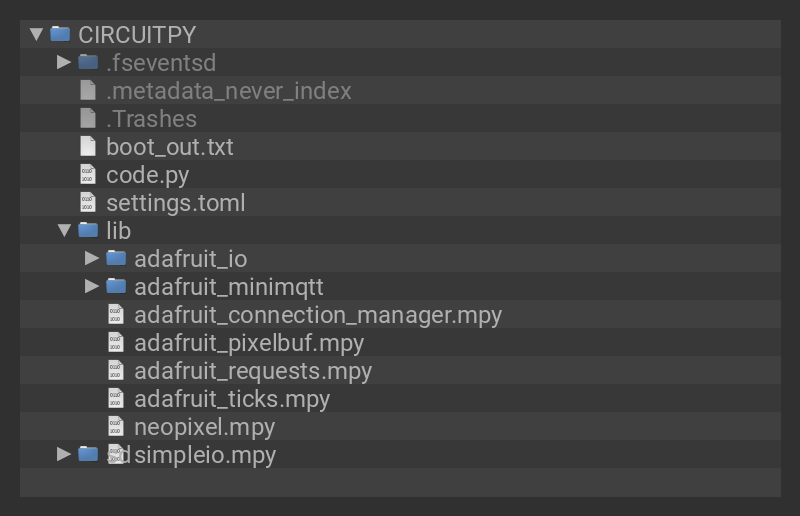 CIRCUITPY
.fseventsd
.metadata_never_index
.Trashes
boot_out.txt
code.py
settings.toml
lib
adafruit_io
adafruit_minimqtt
adafruit_connection_manager.mpy
adafruit_pixelbuf.mpy
adafruit_requests.mpy
adafruit_ticks.mpy
neopixel.mpy
sd simpleio.mpy